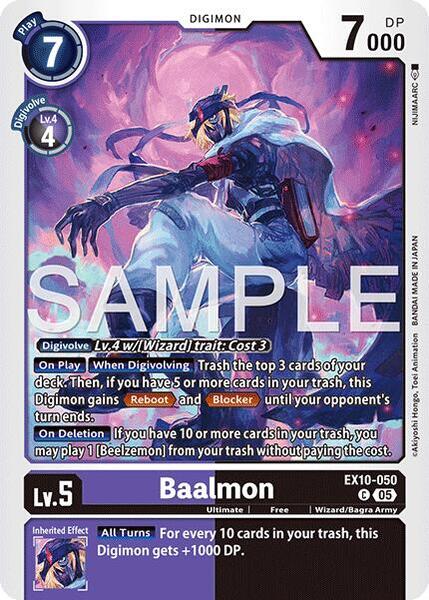 Play
7
DIGIMON
7000
DP
Digivolve
Lv.4
4
NIJIMAARC
SAMPLE
BANDAI MADE IN JAPAN
©Akiyoshi Hongo, Toei Animation
Digivolve Lv.4 w/[Wizard] trait: Cost 3
On Play When Digivolving Trash the top 3 cards of your
deck. Then, if you have 5 or more cards in your trash, this
Digimon gains Reboot and Blocker until your opponent's
turn ends.
On Deletion If you have 10 or more cards in your trash, you
may play 1 [Beelzemon] from your trash without paying the cost.
Lv.5
Baalmon
EX10-050
C 05
Ultimate | Free | Wizard/Bagra Army
Inherited Effect
All Turns For every 10 cards in your trash, this
Digimon gets +1000 DP.